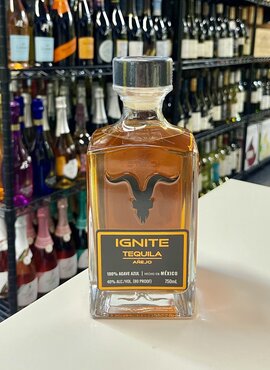 IGNITE
TEQUILA
AÑEJO
100% AGAVE AZUL | HECHO EN MÉXICO
40% ALC/VOL (80 PROOF) 750mL